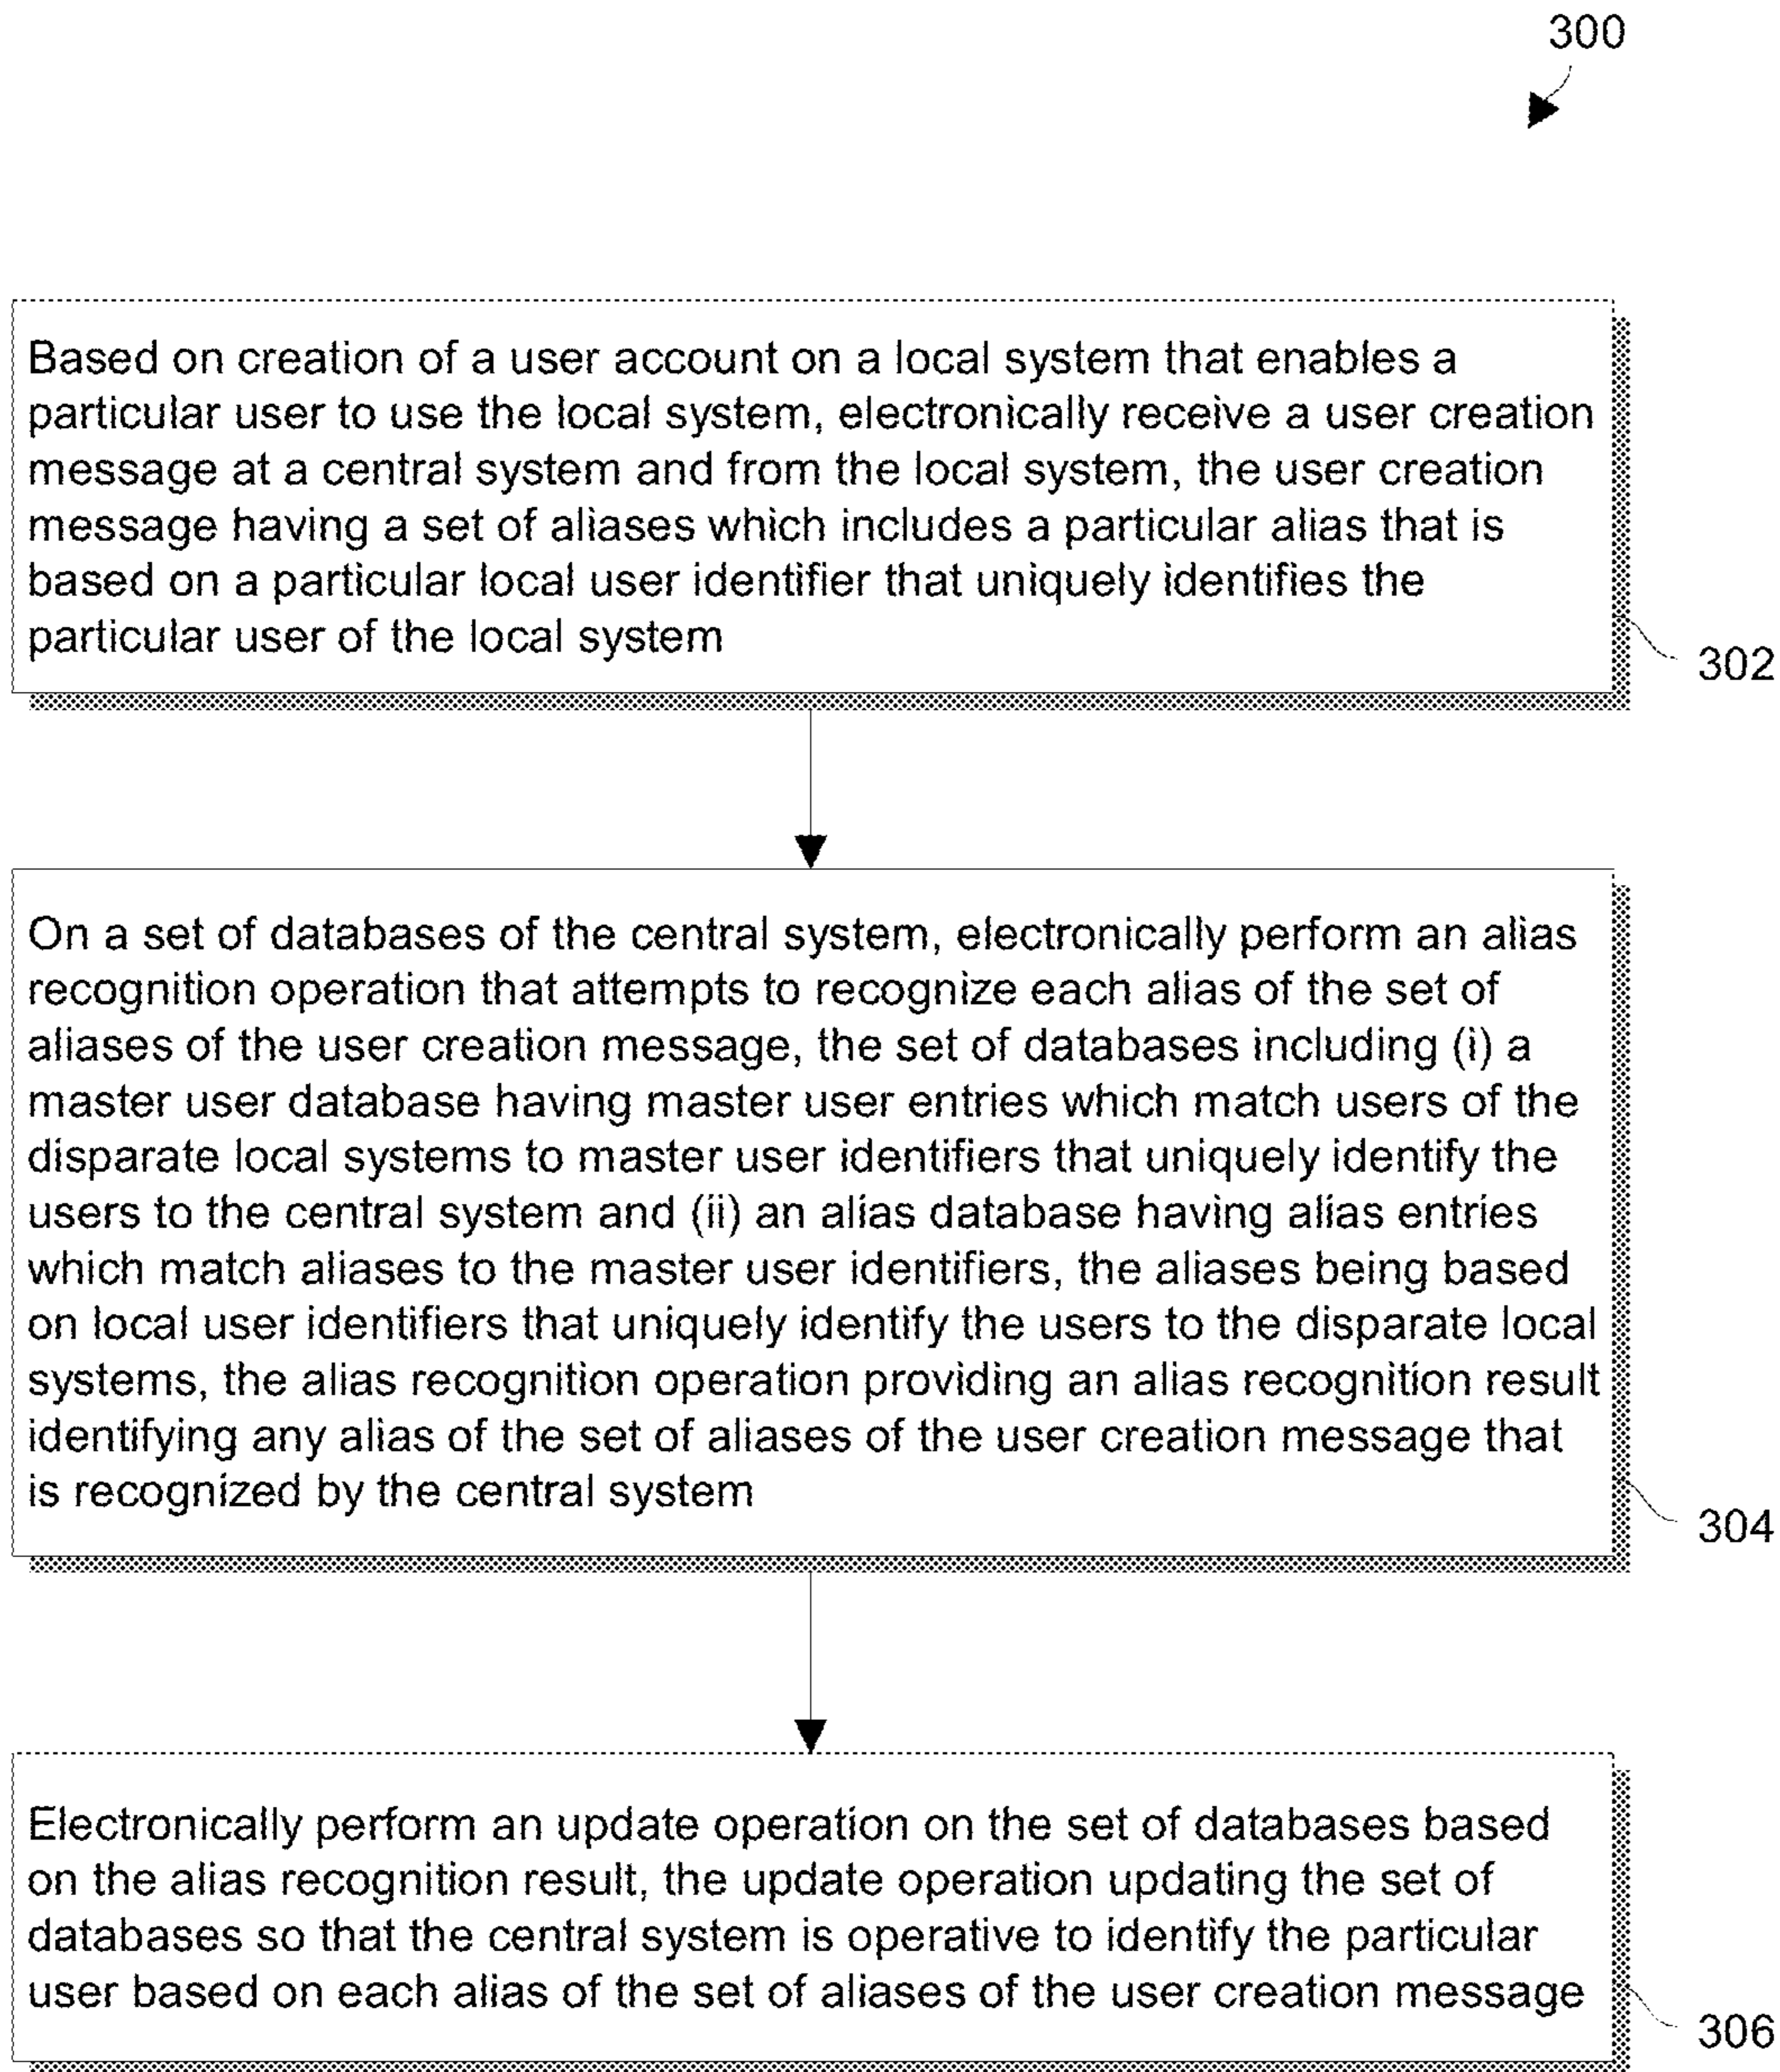 300
Based on creation of a user account on a local system that enables a
particular user to use the local system, electronically receive a user creation
message at a central system and from the local system, the user creation
message having a set of aliases which includes a particular alias that is
based on a particular local user identifier that uniquely identifies the
particular user of the local system
302
On a set of databases of the central system, electronically perform an alias
recognition operation that attempts to recognize each alias of the set of
aliases of the user creation message, the set of databases including (i) a
master user database having master user entries which match users of the
disparate local systems to master user identifiers that uniquely identify the
users to the central system and (ii) an alias database having alias entries
which match aliases to the master user identifiers, the aliases being based
on local user identifiers that uniquely identify the users to the disparate local
systems, the alias recognition operation providing an alias recognition result
identifying any alias of the set of aliases of the user creation message that
is recognized by the central system
304
Electronically perform an update operation on the set of databases based
on the alias recognition result, the update operation updating the set of
databases so that the central system is operative to identify the particular
user based on each alias of the set of aliases of the user creation message
306